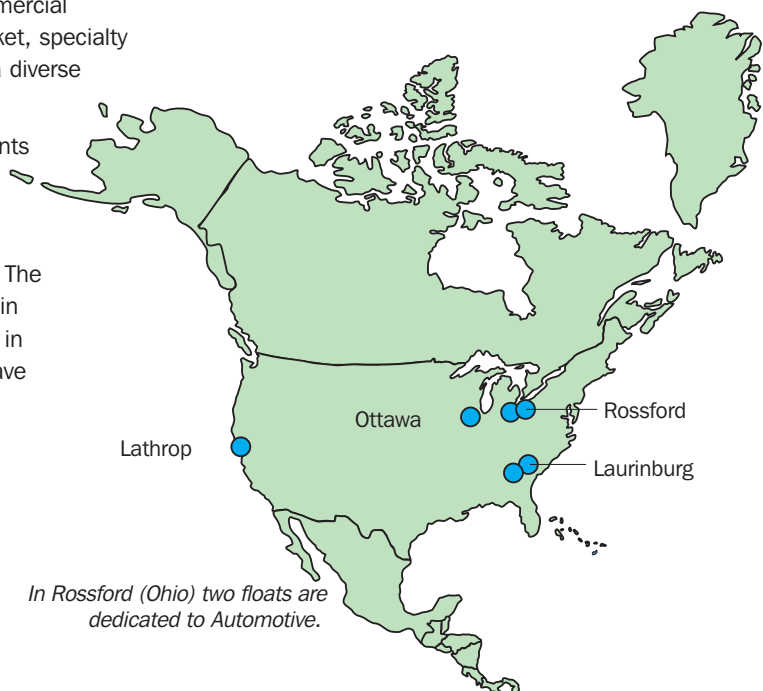 mercial
ket, specialty
diverse
nts
The
in
in
ave
Ottawa
Rossford
Lathrop
Laurinburg
In Rossford (Ohio) two floats are
dedicated to Automotive.